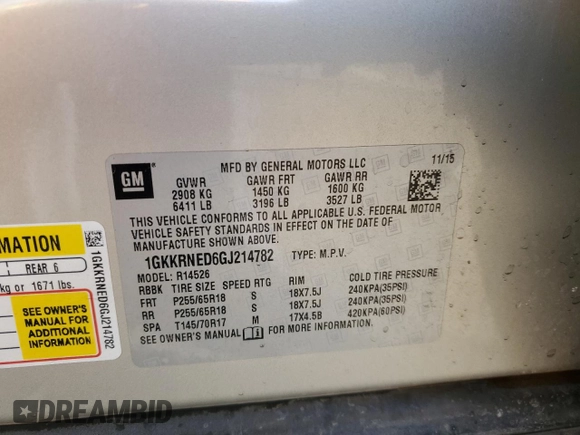 GM
MFD BY GENERAL MOTORS LLC 11/15
GVWR GAWR FRT GAWR RR
2908 KG 1450 KG 1600 KG
6411 LB 3196 LB 3527 LB
THIS VEHICLE CONFORMS TO ALL APPLICABLE U.S. FEDERAL MOTOR
VEHICLE SAFETY STANDARDS IN EFFECT ON THE DATE OF
MANUFACTURE SHOWN ABOVE.
1GKKRNED6GJ214782 TYPE: M.P.V.
MODEL: R14526
RBBK TIRE SIZE SPEED RTG RIM COLD TIRE PRESSURE
FRT P255/65R18 S 18X7.5J 240KPA(35PSI)
RR P255/65R18 S 18X7.5J 240KPA(35PSI)
SPA T145/70R17 M 17X4.5B 420KPA(60PSI)
SEE OWNER'S MANUAL FOR MORE INFORMATION.
MATION
REAR 6
kg or 1671 lbs.
SEE OWNER'S
MANUAL FOR
ADDITIONAL
INFORMATION
1GKKRNED6GJ214782
DREAMBID